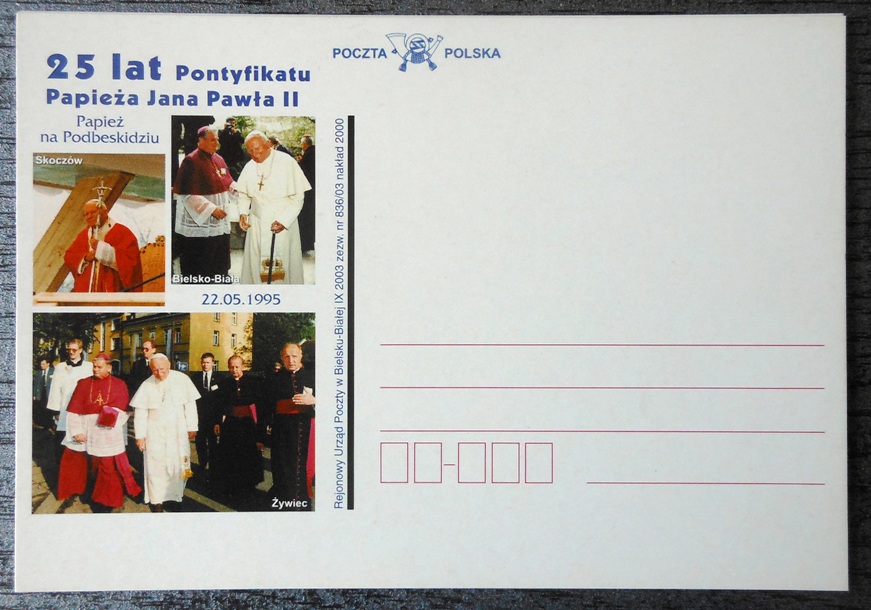 25 lat Pontyfikatu
Papieża Jana Pawła II
Papież
na Podbeskidziu
Skoczów
Bielsko-Biała
22.05.1995
Żywiec
Rejonowy Urząd Poczty w Bielsku-Białej IX 2003 zezw. nr 836/03 nakład 2000
POCZTA POLSKA